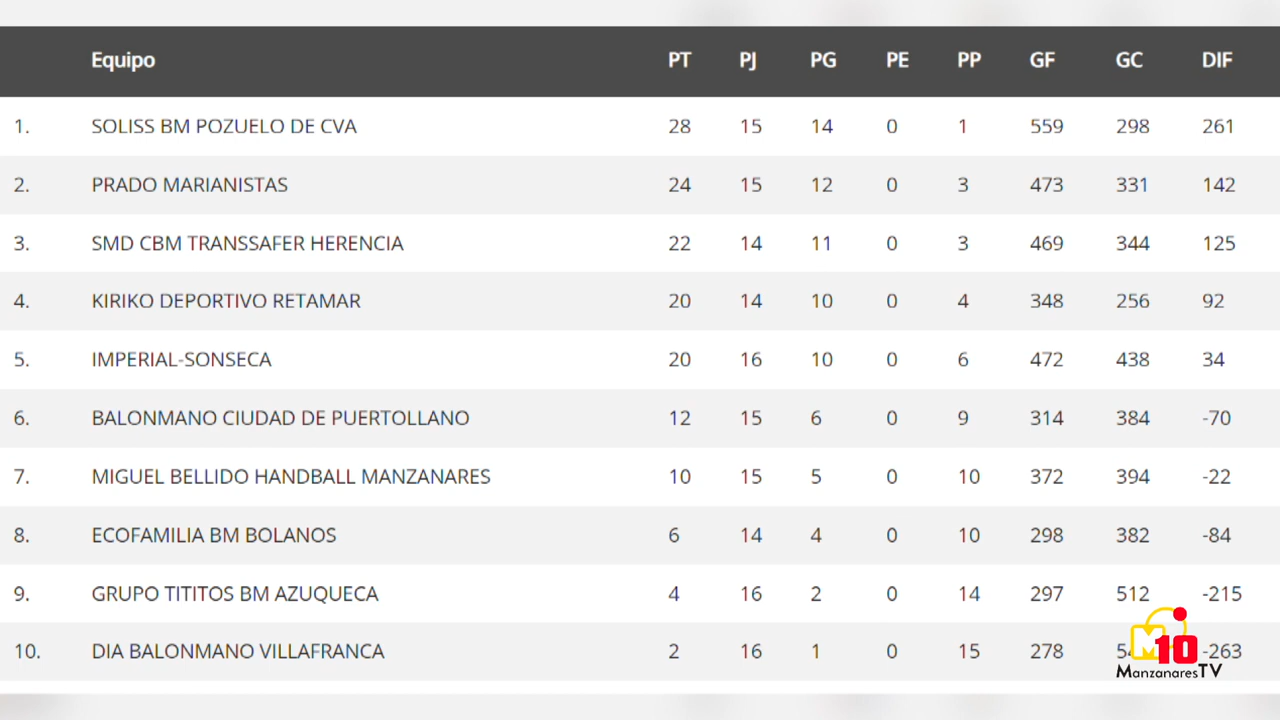 Equipo PT PJ PG PE PP GF GC DIF
1. SOLISS BM POZUELO DE CVA 28 15 14 0 1 559 298 261
2. PRADO MARIANISTAS 24 15 12 0 3 473 331 142
3. SMD CBM TRANSSAFER HERENCIA 22 14 11 0 3 469 344 125
4. KIRIKO DEPORTIVO RETAMAR 20 14 10 0 4 348 256 92
5. IMPERIAL-SONSECA 20 16 10 0 6 472 438 34
6. BALONMANO CIUDAD DE PUERTOLLANO 12 15 6 0 9 314 384 -70
7. MIGUEL BELLIDO HANDBALL MANZANARES 10 15 5 0 10 372 394 -22
8. ECOFAMILIA BM BOLANOS 6 14 4 0 10 298 382 -84
9. GRUPO TITITOS BM AZUQUECA 4 16 2 0 14 297 512 -215
10. DIA BALONMANO VILLAFRANCA 2 16 1 0 15 278 -263
M10
ManzanaresTV